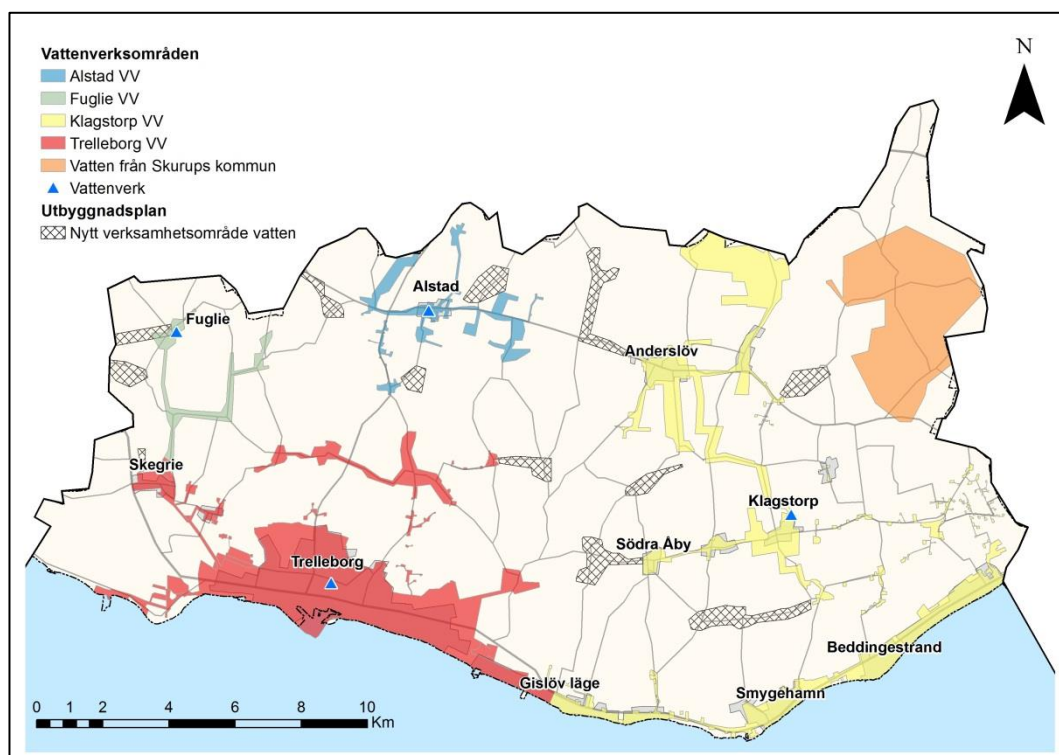 Vattenverksområden
Alstad VV
Fuglie VV
Klagstorp VV
Trelleborg VV
Vatten från Skurups kommun
Vattenverk
Utbyggnadsplan
Nytt verksamhetsområde vatten
N
Alstad
Fuglie
Anderslöv
Skegrie
Klagstorp
Södra Åby
Trelleborg
Beddingestrand
Gislöv läge
Smygehamn
0 1 2 4 6 8 10
Km